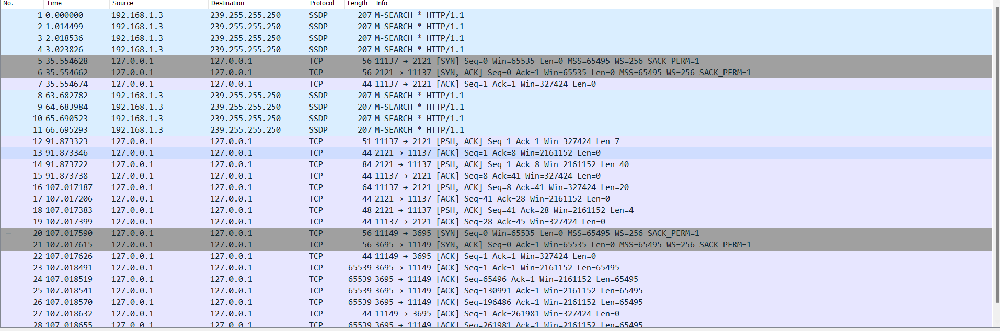 No. Time Source Destination Protocol Length Info
1 0.000000 192.168.1.3 239.255.255.250 SSDP 207 M-SEARCH * HTTP/1.1
2 1.014499 192.168.1.3 239.255.255.250 SSDP 207 M-SEARCH * HTTP/1.1
3 2.018536 192.168.1.3 239.255.255.250 SSDP 207 M-SEARCH * HTTP/1.1
4 3.023826 192.168.1.3 239.255.255.250 SSDP 207 M-SEARCH * HTTP/1.1
5 35.554628 127.0.0.1 127.0.0.1 TCP 56 11137 → 2121 [SYN] Seq=0 Win=65535 Len=0 MSS=65495 WS=256 SACK_PERM=1
6 35.554662 127.0.0.1 127.0.0.1 TCP 56 2121 → 11137 [SYN, ACK] Seq=0 Ack=1 Win=65535 Len=0 MSS=65495 WS=256 SACK_PERM=1
7 35.554674 127.0.0.1 127.0.0.1 TCP 44 11137 → 2121 [ACK] Seq=1 Ack=1 Win=327424 Len=0
8 63.682782 192.168.1.3 239.255.255.250 SSDP 207 M-SEARCH * HTTP/1.1
9 64.683984 192.168.1.3 239.255.255.250 SSDP 207 M-SEARCH * HTTP/1.1
10 65.690523 192.168.1.3 239.255.255.250 SSDP 207 M-SEARCH * HTTP/1.1
11 66.695293 192.168.1.3 239.255.255.250 SSDP 207 M-SEARCH * HTTP/1.1
12 91.873323 127.0.0.1 127.0.0.1 TCP 51 11137 → 2121 [PSH, ACK] Seq=1 Ack=1 Win=327424 Len=7
13 91.873346 127.0.0.1 127.0.0.1 TCP 44 2121 → 11137 [ACK] Seq=1 Ack=8 Win=2161152 Len=0
14 91.873722 127.0.0.1 127.0.0.1 TCP 84 2121 → 11137 [PSH, ACK] Seq=1 Ack=8 Win=2161152 Len=40
15 91.873738 127.0.0.1 127.0.0.1 TCP 44 11137 → 2121 [ACK] Seq=8 Ack=41 Win=327424 Len=0
16 107.017187 127.0.0.1 127.0.0.1 TCP 64 11137 → 2121 [PSH, ACK] Seq=8 Ack=41 Win=327424 Len=20
17 107.017206 127.0.0.1 127.0.0.1 TCP 44 2121 → 11137 [ACK] Seq=41 Ack=28 Win=2161152 Len=0
18 107.017383 127.0.0.1 127.0.0.1 TCP 48 2121 → 11137 [PSH, ACK] Seq=41 Ack=28 Win=2161152 Len=4
19 107.017399 127.0.0.1 127.0.0.1 TCP 44 11137 → 2121 [ACK] Seq=28 Ack=45 Win=327424 Len=0
20 107.017590 127.0.0.1 127.0.0.1 TCP 56 11149 → 3695 [SYN] Seq=0 Win=65535 Len=0 MSS=65495 WS=256 SACK_PERM=1
21 107.017615 127.0.0.1 127.0.0.1 TCP 56 3695 → 11149 [SYN, ACK] Seq=0 Ack=1 Win=65535 Len=0 MSS=65495 WS=256 SACK_PERM=1
22 107.017626 127.0.0.1 127.0.0.1 TCP 44 11149 → 3695 [ACK] Seq=1 Ack=1 Win=327424 Len=0
23 107.018491 127.0.0.1 127.0.0.1 TCP 65539 3695 → 11149 [ACK] Seq=1 Ack=1 Win=2161152 Len=65495
24 107.018519 127.0.0.1 127.0.0.1 TCP 65539 3695 → 11149 [ACK] Seq=65496 Ack=1 Win=2161152 Len=65495
25 107.018541 127.0.0.1 127.0.0.1 TCP 65539 3695 → 11149 [ACK] Seq=130991 Ack=1 Win=2161152 Len=65495
26 107.018570 127.0.0.1 127.0.0.1 TCP 65539 3695 → 11149 [ACK] Seq=196486 Ack=1 Win=2161152 Len=65495
27 107.018632 127.0.0.1 127.0.0.1 TCP 44 11149 → 3695 [ACK] Seq=1 Ack=261981 Win=327424 Len=0
28 107.018655 127.0.0.1 127.0.0.1 TCP 65539 3695 → 11149 [ACK] Seq=261981 Ack=1 Win=2161152 Len=65495